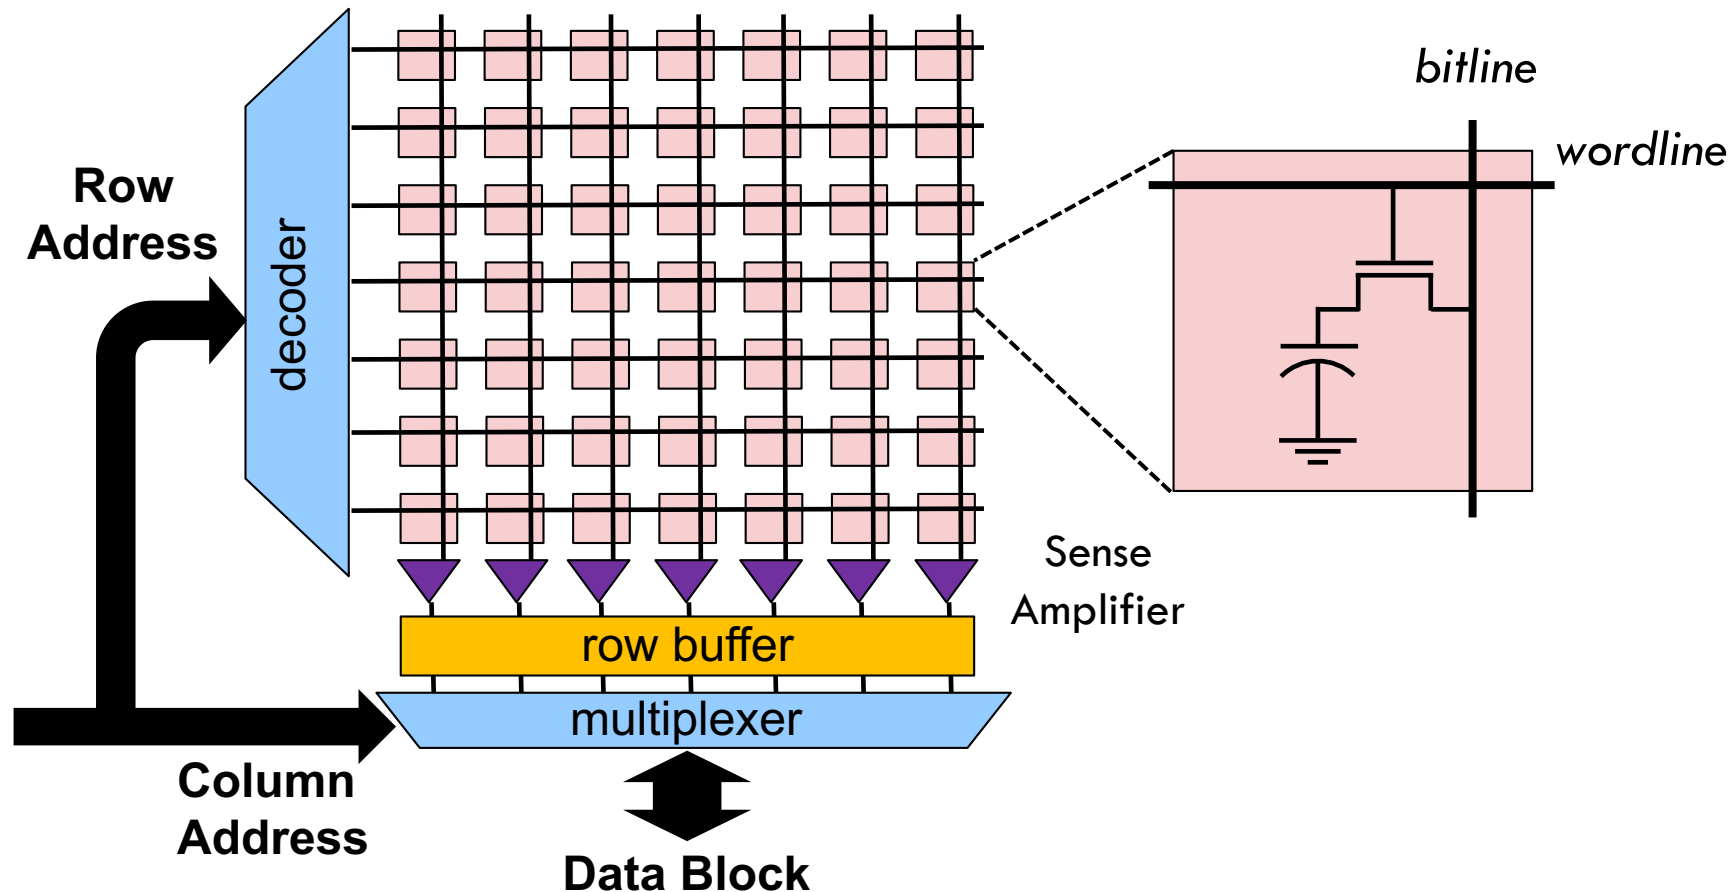 bitline
wordline
Row
Address
decoder
Sense
Amplifier
row buffer
multiplexer
Column
Address
Data Block